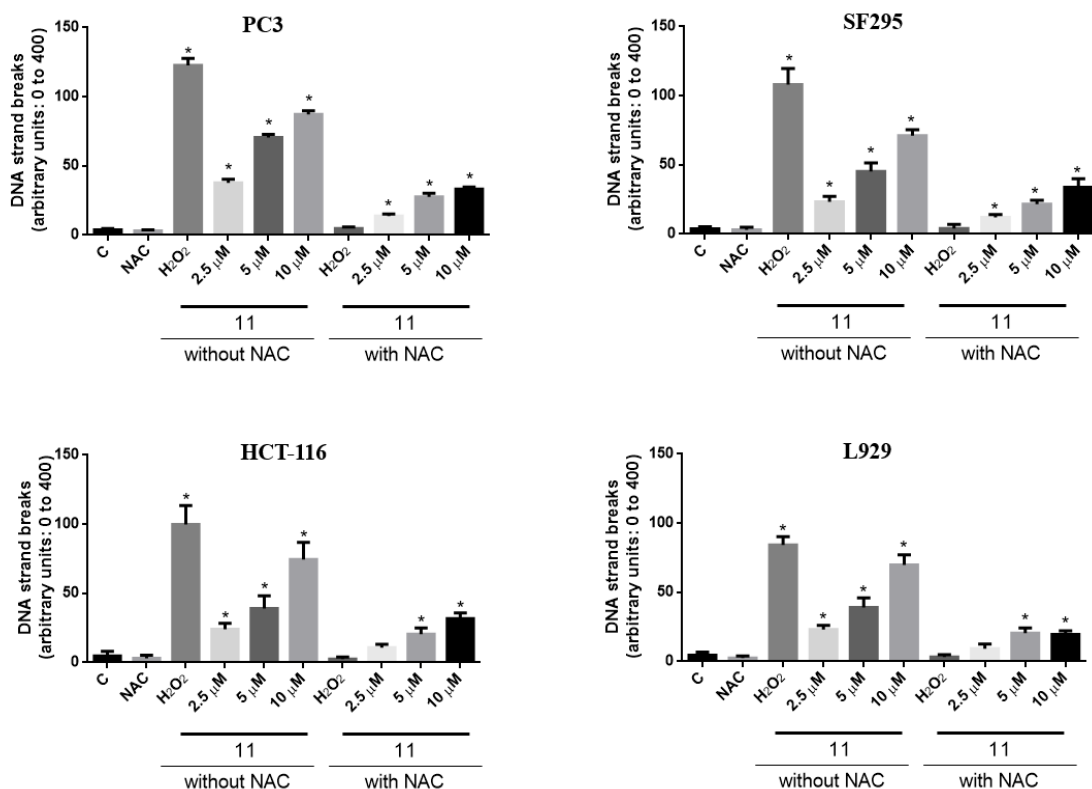 PC3
DNA strand breaks
(arbitrary units: 0 to 400)
150
100
50
0
C
NAC
H₂O₂
2.5 µM
5 µM
10 µM
H₂O₂
2.5 µM
5 µM
10 µM
11
11
without NAC
with NAC
SF295
DNA strand breaks
(arbitrary units: 0 to 400)
150
100
50
0
C
NAC
H₂O₂
2.5 µM
5 µM
10 µM
H₂O₂
2.5 µM
5 µM
10 µM
11
11
without NAC
with NAC
HCT-116
DNA strand breaks
(arbitrary units: 0 to 400)
150
100
50
0
C
NAC
H₂O₂
2.5 µM
5 µM
10 µM
H₂O₂
2.5 µM
5 µM
10 µM
11
11
without NAC
with NAC
L929
DNA strand breaks
(arbitrary units: 0 to 400)
150
100
50
0
C
NAC
H₂O₂
2.5 µM
5 µM
10 µM
H₂O₂
2.5 µM
5 µM
10 µM
11
11
without NAC
with NAC